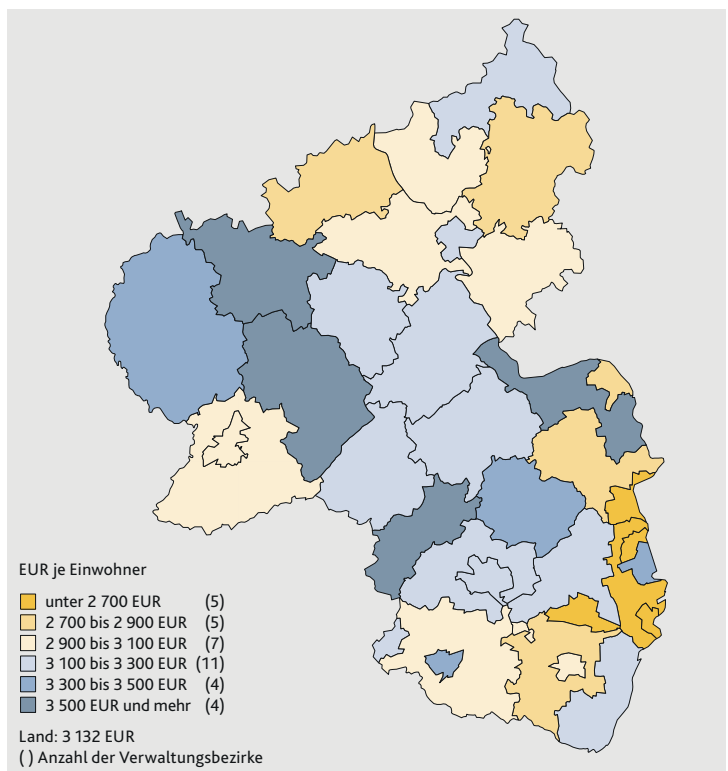 EUR je Einwohner
unter 2 700 EUR (5)
2 700 bis 2 900 EUR (5)
2 900 bis 3 100 EUR (7)
3 100 bis 3 300 EUR (11)
3 300 bis 3 500 EUR (4)
3 500 EUR und mehr (4)
Land: 3 132 EUR
( ) Anzahl der Verwaltungsbezirke